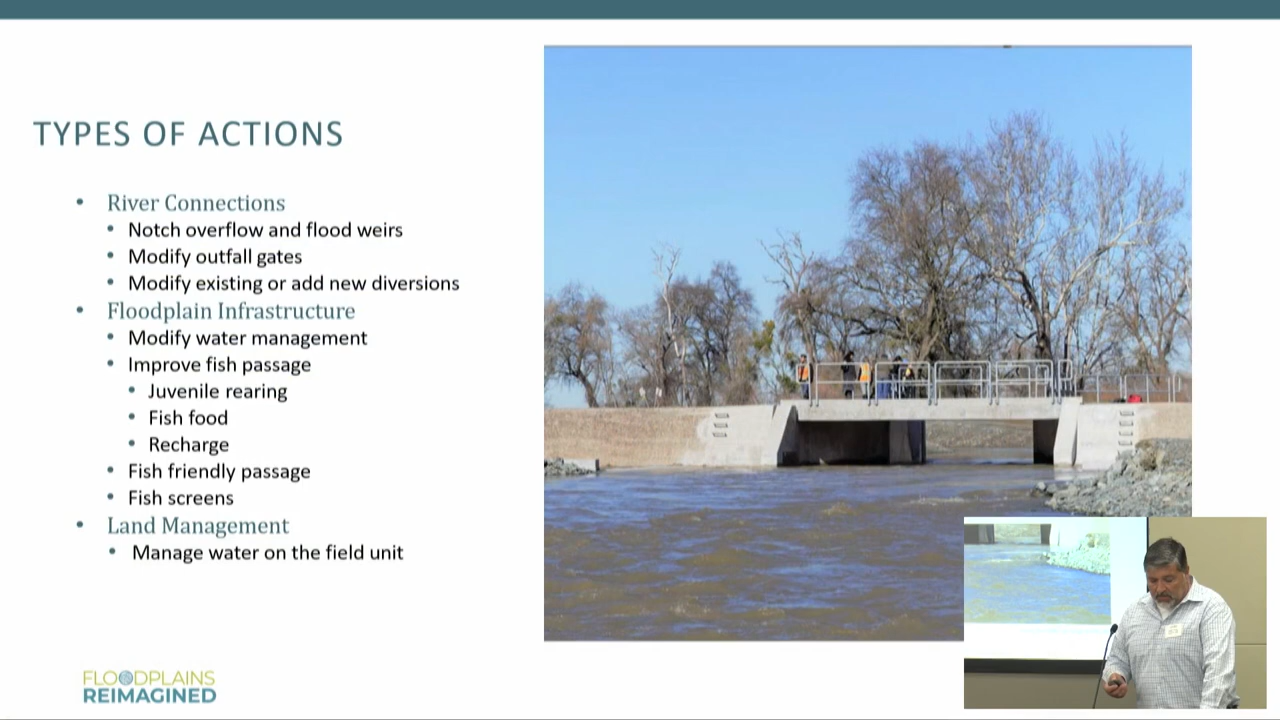 TYPES OF ACTIONS
River Connections
Notch overflow and flood weirs
Modify outfall gates
Modify existing or add new diversions
Floodplain Infrastructure
Modify water management
Improve fish passage
Juvenile rearing
Fish food
Recharge
Fish friendly passage
Fish screens
Land Management
Manage water on the field unit
FLOODPLAINS
REIMAGINED